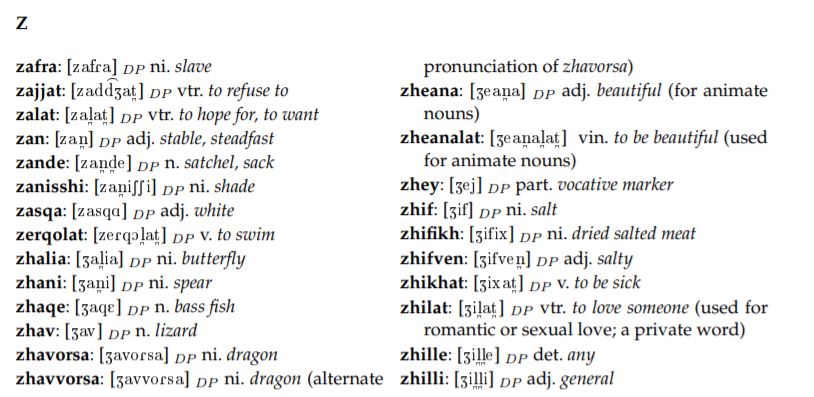 Z
zafra: [zafɾa] DP ni. slave
zajjat: [zadd͡ʒat̪] DP vtr. to refuse to
zalat: [zal̪at̪] DP vtr. to hope for, to want
zan: [zan̪] DP adj. stable, steadfast
zande: [zan̪d̪e] DP n. satchel, sack
zanisshi: [zan̪iʃʃi] DP ni. shade
zasqa: [zasqɑ] DP adj. white
zerqolat: [zeɾqɔl̪at̪] DP v. to swim
zhalia: [ʒal̪ia] DP ni. butterfly
zhani: [ʒan̪i] DP ni. spear
zhaqe: [ʒaqɛ] DP n. bass fish
zhav: [ʒav] DP n. lizard
zhavorsa: [ʒavoɾsa] DP ni. dragon
zhavvorsa: [ʒavvoɾsa] DP ni. dragon (alternate
pronunciation of zhavorsa)
zheana: [ʒean̪a] DP adj. beautiful (for animate
nouns)
zheanalat: [ʒean̪al̪at̪] vin. to be beautiful (used
for animate nouns)
zhey: [ʒej] DP part. vocative marker
zhif: [ʒif] DP ni. salt
zhifikh: [ʒifix] DP ni. dried salted meat
zhifven: [ʒifven̪] DP adj. salty
zhikhat: [ʒixat̪] DP v. to be sick
zhilat: [ʒil̪at̪] DP vtr. to love someone (used for
romantic or sexual love; a private word)
zhille: [ʒil̪l̪e] DP det. any
zhilli: [ʒil̪l̪i] DP adj. general